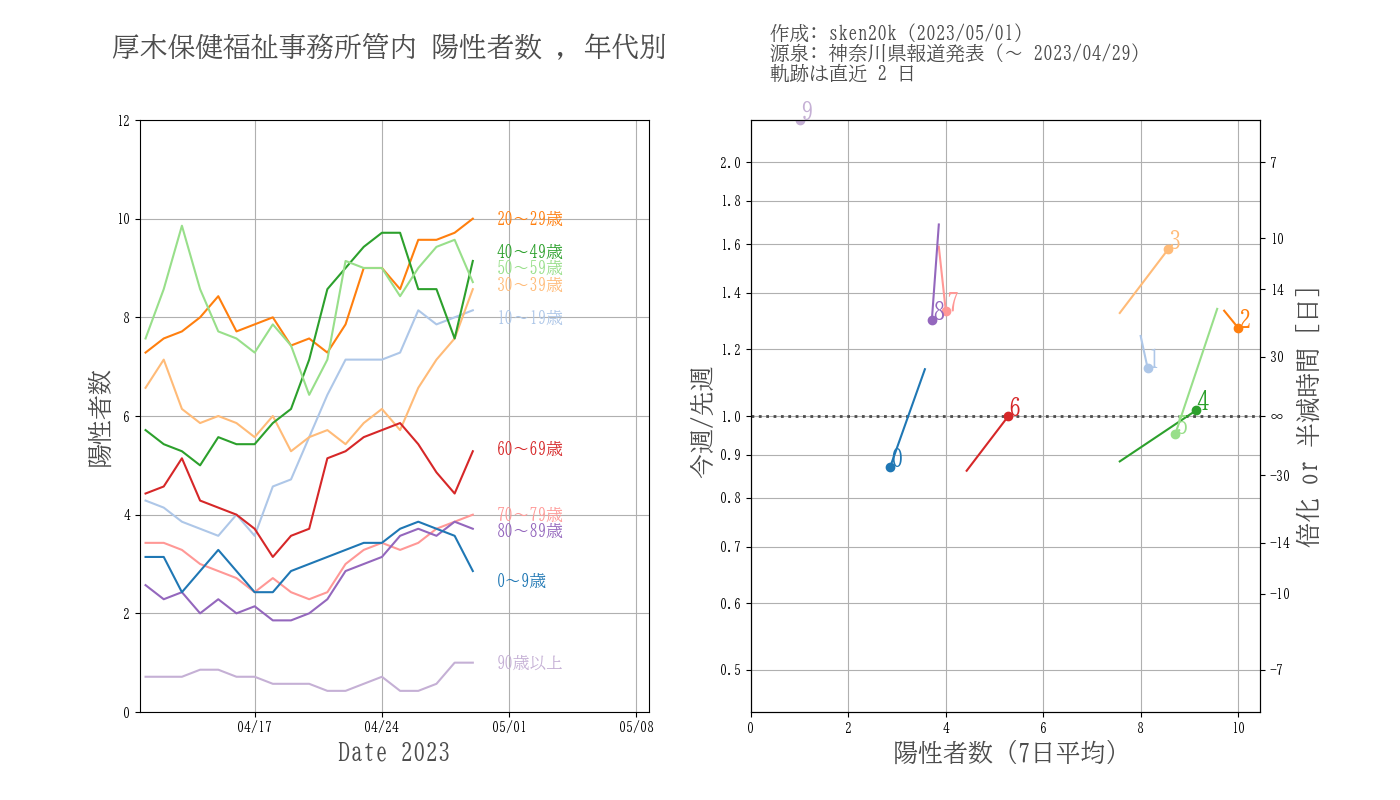 厚木保健福祉事務所管内 陽性者数 , 年代別
作成: sken20k (2023/05/01)
源泉: 神奈川県報道発表 (〜 2023/04/29)
軌跡は直近 2 日
陽性者数
12
10
8
6
4
2
0
04/17
04/24
05/01
05/08
Date 2023
20〜29歳
40〜49歳
50〜59歳
30〜39歳
10〜19歳
60〜69歳
70〜79歳
80〜89歳
0〜9歳
90歳以上
今週/先週
2.0
1.8
1.6
1.4
1.2
1.0
0.9
0.8
0.7
0.6
0.5
0
2
4
6
8
10
陽性者数 (7日平均)
9
3
7
8
2
1
6
4
5
0
7
10
14
30
∞
−30
−14
−10
−7
倍化 or 半減時間 [日]